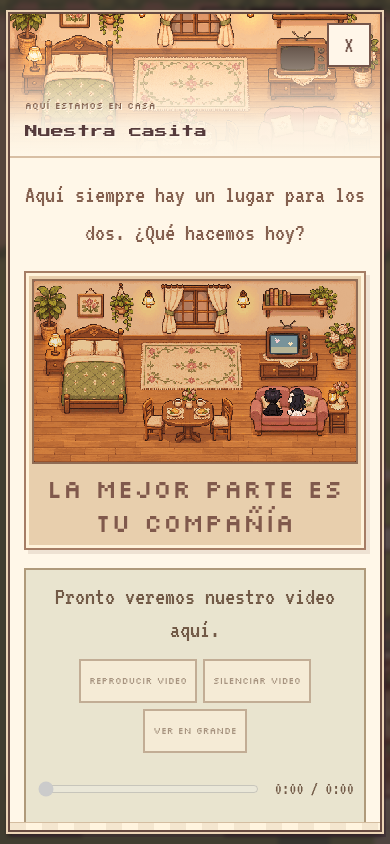 X
AQUÍ ESTAMOS EN CASA
Nuestra casita
Aquí siempre hay un lugar para los
dos. ¿Qué hacemos hoy?
LA MEJOR PARTE ES
TU COMPAÑÍA
Pronto veremos nuestro video
aquí.
REPRODUCIR VIDEO
SILENCIAR VIDEO
VER EN GRANDE
0:00 / 0:00